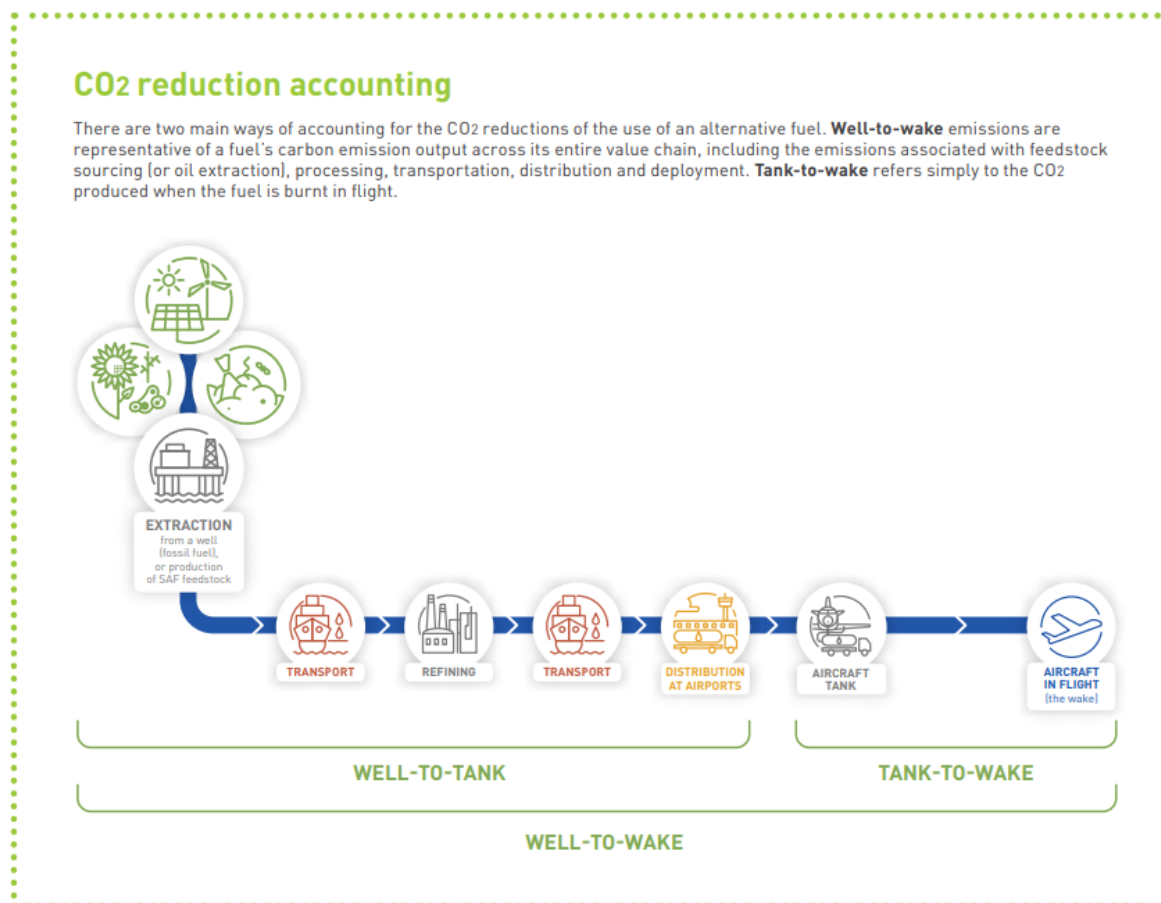 CO2 reduction accounting
There are two main ways of accounting for the CO2 reductions of the use of an alternative fuel. Well-to-wake emissions are
representative of a fuel's carbon emission output across its entire value chain, including the emissions associated with feedstock
sourcing (or oil extraction), processing, transportation, distribution and deployment. Tank-to-wake refers simply to the CO2
produced when the fuel is burnt in flight.
EXTRACTION
from a well
(fossil fuel),
or production
of SAF feedstock
TRANSPORT
REFINING
TRANSPORT
DISTRIBUTION
AT AIRPORTS
AIRCRAFT
TANK
AIRCRAFT
IN FLIGHT
(the wake)
WELL-TO-TANK
TANK-TO-WAKE
WELL-TO-WAKE